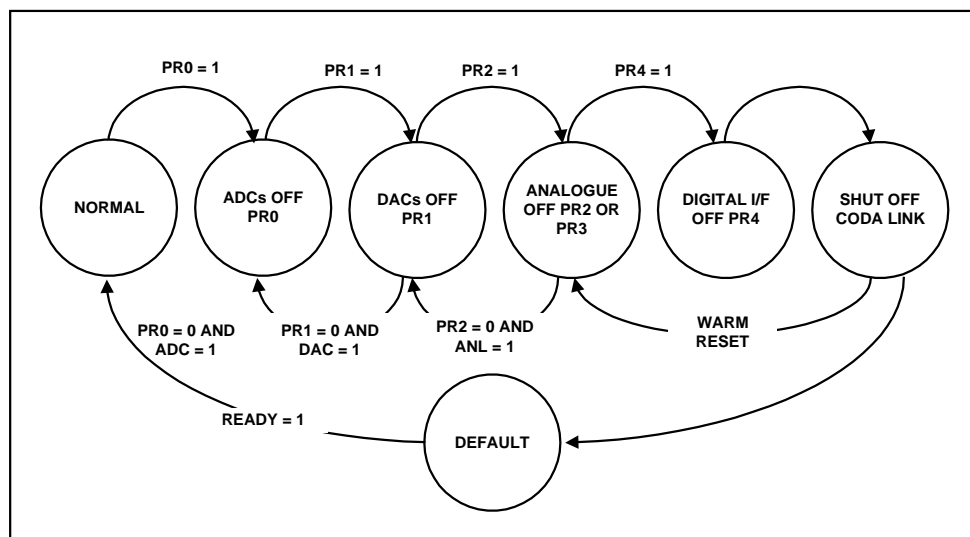 PR0 = 1
PR1 = 1
PR2 = 1
PR4 = 1
NORMAL
ADCs OFF
PR0
DACs OFF
PR1
ANALOGUE
OFF PR2 OR
PR3
DIGITAL I/F
OFF PR4
SHUT OFF
CODA LINK
PR0 = 0 AND
ADC = 1
PR1 = 0 AND
DAC = 1
PR2 = 0 AND
ANL = 1
WARM
RESET
READY = 1
DEFAULT